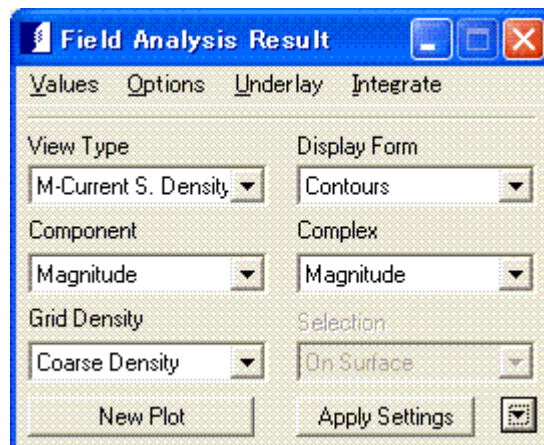 Field Analysis Result
Values Options Underlay Integrate
View Type Display Form
M-Current S. Density Contours
Component Complex
Magnitude Magnitude
Grid Density Selection
Coarse Density On Surface
New Plot Apply Settings